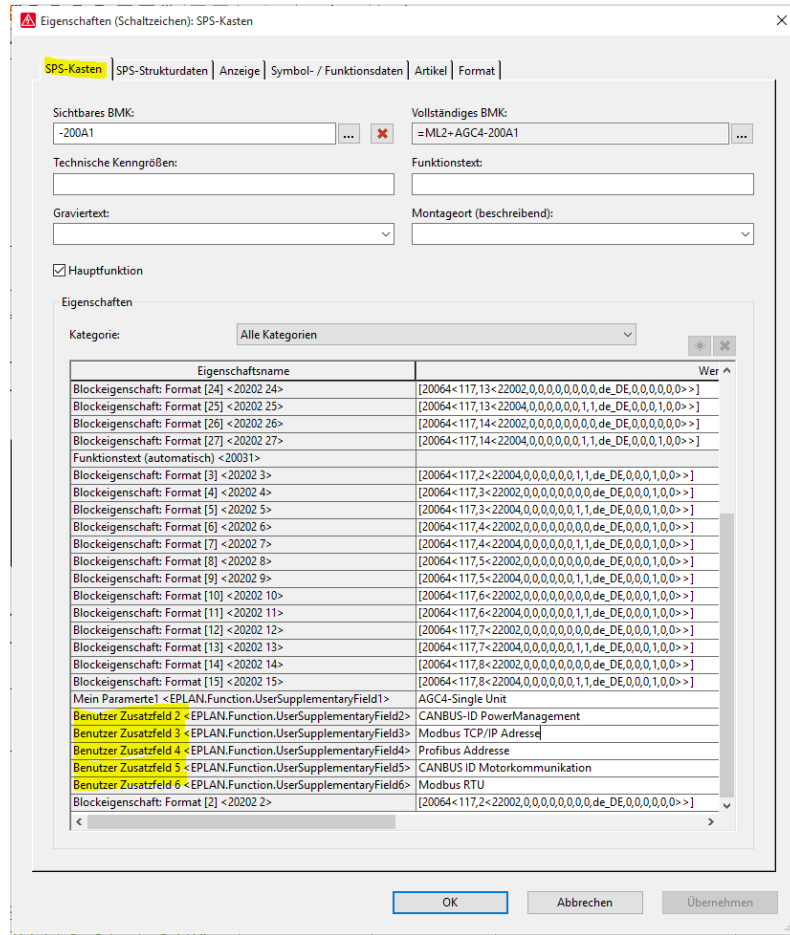 Eigenschaften (Schaltzeichen): SPS-Kasten
SPS-Kasten SPS-Strukturdaten Anzeige Symbol- / Funktionsdaten Artikel Format
Sichtbares BMK: Vollständiges BMK:
-200A1 ... =ML2+AGC4-200A1 ...
Technische Kenngrößen: Funktionstext:
Graviertext: Montageort (beschreibend):
Hauptfunktion
Eigenschaften
Kategorie: Alle Kategorien
Eigenschaftsname Wer
Blockeigenschaft: Format [24] <20202 24> [20064<117,13<22002,0,0,0,0,0,0,0,0,de_DE,0,0,0,0,0,0>>]
Blockeigenschaft: Format [25] <20202 25> [20064<117,13<22004,0,0,0,0,0,0,1,1,de_DE,0,0,0,1,0,0>>]
Blockeigenschaft: Format [26] <20202 26> [20064<117,14<22002,0,0,0,0,0,0,0,0,de_DE,0,0,0,0,0,0>>]
Blockeigenschaft: Format [27] <20202 27> [20064<117,14<22004,0,0,0,0,0,0,1,1,de_DE,0,0,0,1,0,0>>]
Funktionstext (automatisch) <20031>
Blockeigenschaft: Format [3] <20202 3> [20064<117,2<22004,0,0,0,0,0,0,1,1,de_DE,0,0,0,1,0,0>>]
Blockeigenschaft: Format [4] <20202 4> [20064<117,3<22002,0,0,0,0,0,0,0,0,de_DE,0,0,0,1,0,0>>]
Blockeigenschaft: Format [5] <20202 5> [20064<117,3<22004,0,0,0,0,0,0,1,1,de_DE,0,0,0,1,0,0>>]
Blockeigenschaft: Format [6] <20202 6> [20064<117,4<22002,0,0,0,0,0,0,0,0,de_DE,0,0,0,1,0,0>>]
Blockeigenschaft: Format [7] <20202 7> [20064<117,4<22004,0,0,0,0,0,0,1,1,de_DE,0,0,0,1,0,0>>]
Blockeigenschaft: Format [8] <20202 8> [20064<117,5<22002,0,0,0,0,0,0,0,0,de_DE,0,0,0,1,0,0>>]
Blockeigenschaft: Format [9] <20202 9> [20064<117,5<22004,0,0,0,0,0,0,1,1,de_DE,0,0,0,1,0,0>>]
Blockeigenschaft: Format [10] <20202 10> [20064<117,6<22002,0,0,0,0,0,0,0,0,de_DE,0,0,0,1,0,0>>]
Blockeigenschaft: Format [11] <20202 11> [20064<117,6<22004,0,0,0,0,0,0,1,1,de_DE,0,0,0,1,0,0>>]
Blockeigenschaft: Format [12] <20202 12> [20064<117,7<22002,0,0,0,0,0,0,0,0,de_DE,0,0,0,1,0,0>>]
Blockeigenschaft: Format [13] <20202 13> [20064<117,7<22004,0,0,0,0,0,0,1,1,de_DE,0,0,0,1,0,0>>]
Blockeigenschaft: Format [14] <20202 14> [20064<117,8<22002,0,0,0,0,0,0,0,0,de_DE,0,0,0,1,0,0>>]
Blockeigenschaft: Format [15] <20202 15> [20064<117,8<22004,0,0,0,0,0,0,1,1,de_DE,0,0,0,1,0,0>>]
Mein Paramerte1 <EPLAN.Function.UserSupplementaryField1> AGC4-Single Unit
Benutzer Zusatzfeld 2 <EPLAN.Function.UserSupplementaryField2> CANBUS-ID PowerManagement
Benutzer Zusatzfeld 3 <EPLAN.Function.UserSupplementaryField3> Modbus TCP/IP Adresse
Benutzer Zusatzfeld 4 <EPLAN.Function.UserSupplementaryField4> Profibus Addresse
Benutzer Zusatzfeld 5 <EPLAN.Function.UserSupplementaryField5> CANBUS ID Motorkommunikation
Benutzer Zusatzfeld 6 <EPLAN.Function.UserSupplementaryField6> Modbus RTU
Blockeigenschaft: Format [2] <20202 2> [20064<117,2<22002,0,0,0,0,0,0,0,0,de_DE,0,0,0,0,0,0>>]
OK Abbrechen Übernehmen